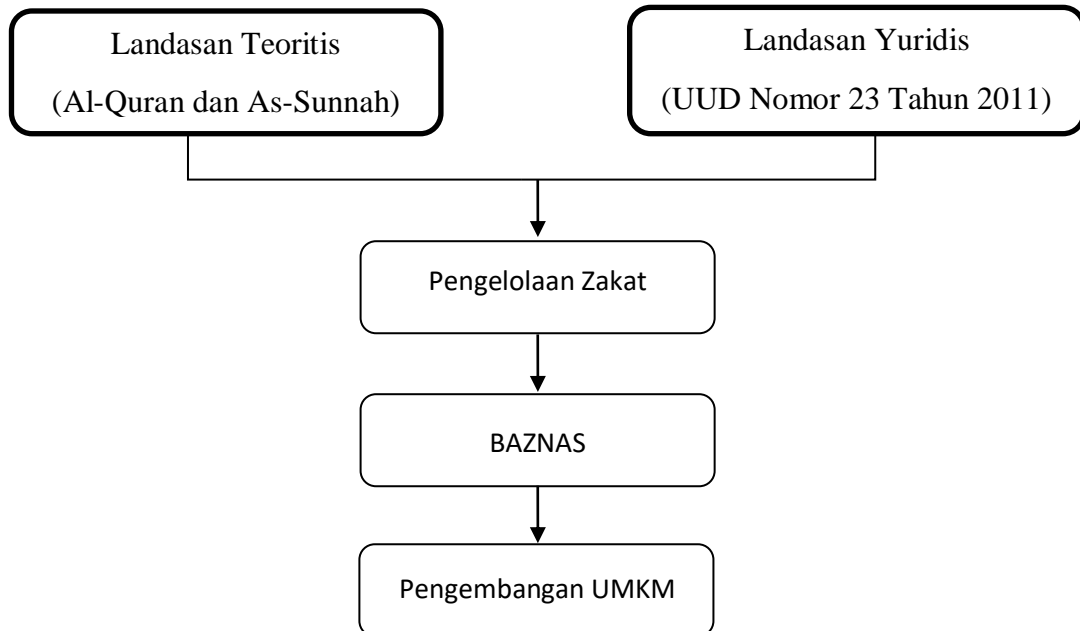 Landasan Teoritis
(Al-Quran dan As-Sunnah)
Landasan Yuridis
(UUD Nomor 23 Tahun 2011)
Pengelolaan Zakat
BAZNAS
Pengembangan UMKM